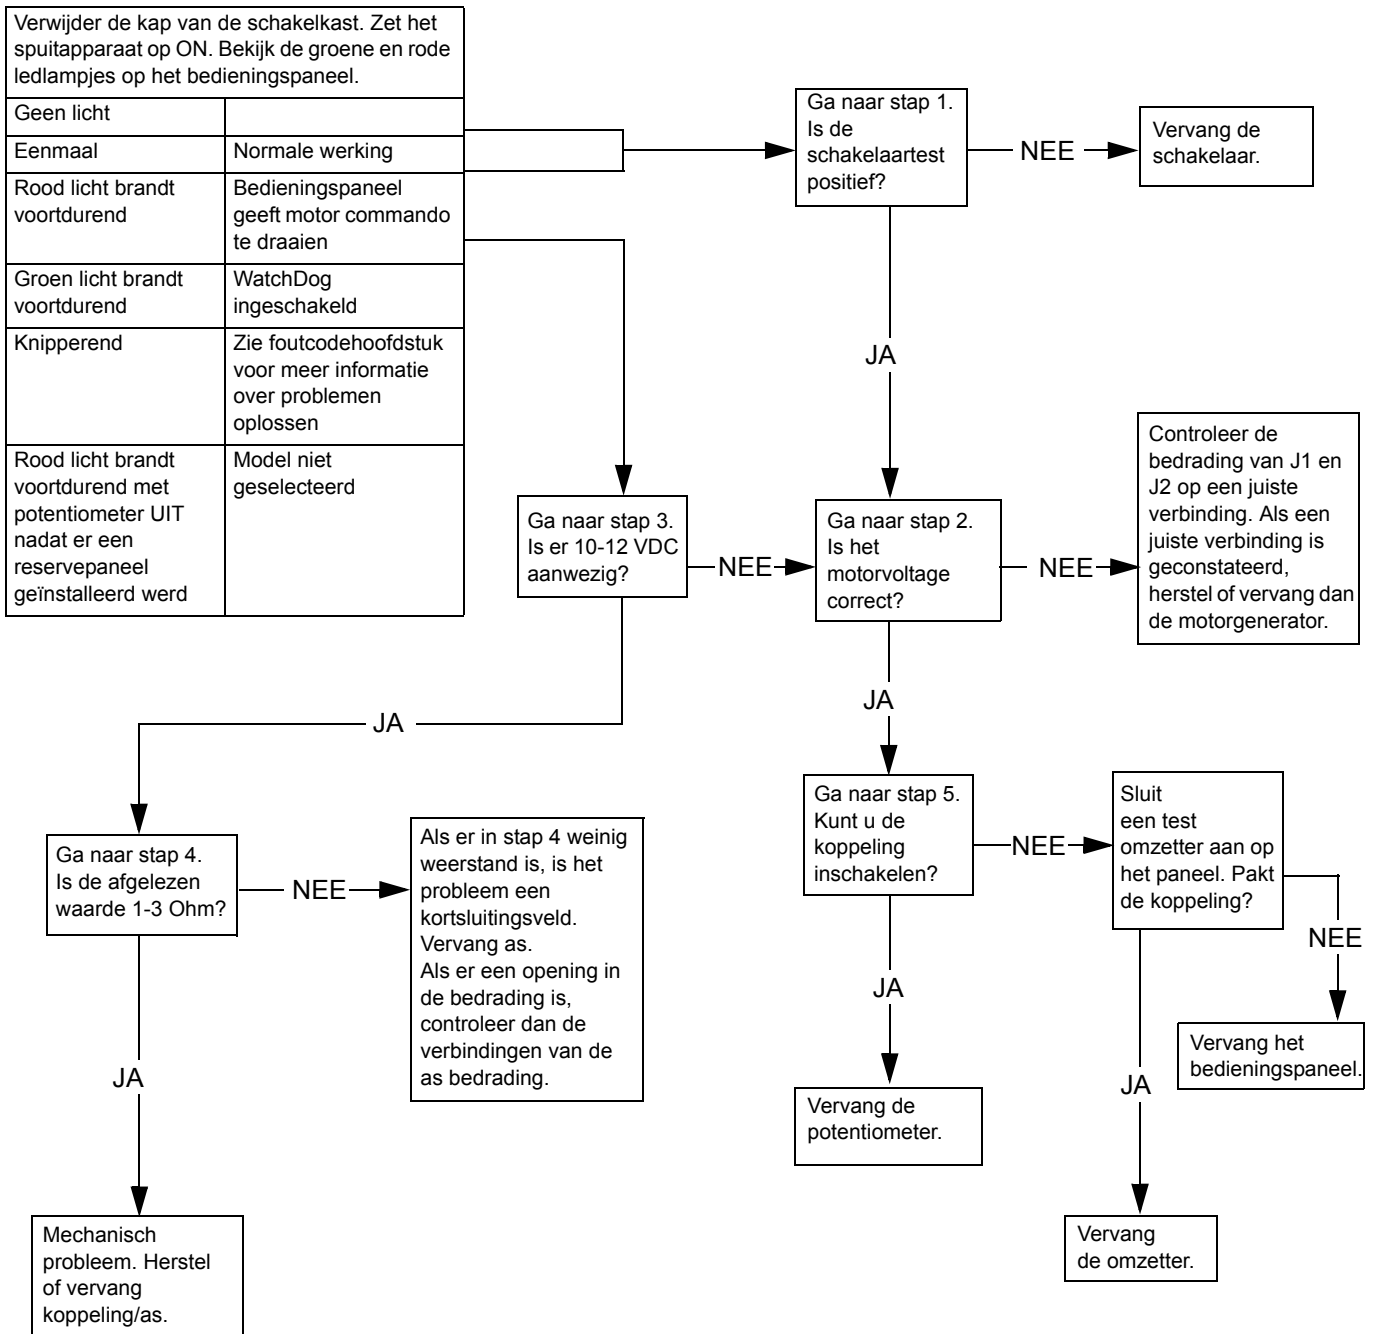 Verwijder de kap van de schakelkast. Zet het
spuitapparaat op ON. Bekijk de groene en rode
ledlampjes op het bedieningspaneel.
Geen licht
Eenmaal
Normale werking
Rood licht brandt
voortdurend
Bedieningspaneel
geeft motor commando
te draaien
Groen licht brandt
voortdurend
WatchDog
ingeschakeld
Knipperend
Zie foutcodehoofdstuk
voor meer informatie
over problemen
oplossen
Rood licht brandt
voortdurend met
potentiometer UIT
nadat er een
reservepaneel
geïnstalleerd werd
Model niet
geselecteerd
Ga naar stap 1.
Is de
schakelaartest
positief?
NEE
Vervang de
schakelaar.
JA
Ga naar stap 3.
Is er 10-12 VDC
aanwezig?
NEE
Ga naar stap 2.
Is het
motorvoltage
correct?
NEE
Controleer de
bedrading van J1 en
J2 op een juiste
verbinding. Als een
juiste verbinding is
geconstateerd,
herstel of vervang dan
de motorgenerator.
JA
JA
Ga naar stap 4.
Is de afgelezen
waarde 1-3 Ohm?
NEE
Als er in stap 4 weinig
weerstand is, is het
probleem een
kortsluitingsveld.
Vervang as.
Als er een opening in
de bedrading is,
controleer dan de
verbindingen van de
as bedrading.
Ga naar stap 5.
Kunt u de
koppeling
inschakelen?
NEE
Sluit
een test
omzetter aan op
het paneel. Pakt
de koppeling?
NEE
Vervang het
bedieningspaneel.
JA
Vervang de
potentiometer.
JA
Vervang
de omzetter.
JA
Mechanisch
probleem. Herstel
of vervang
koppeling/as.